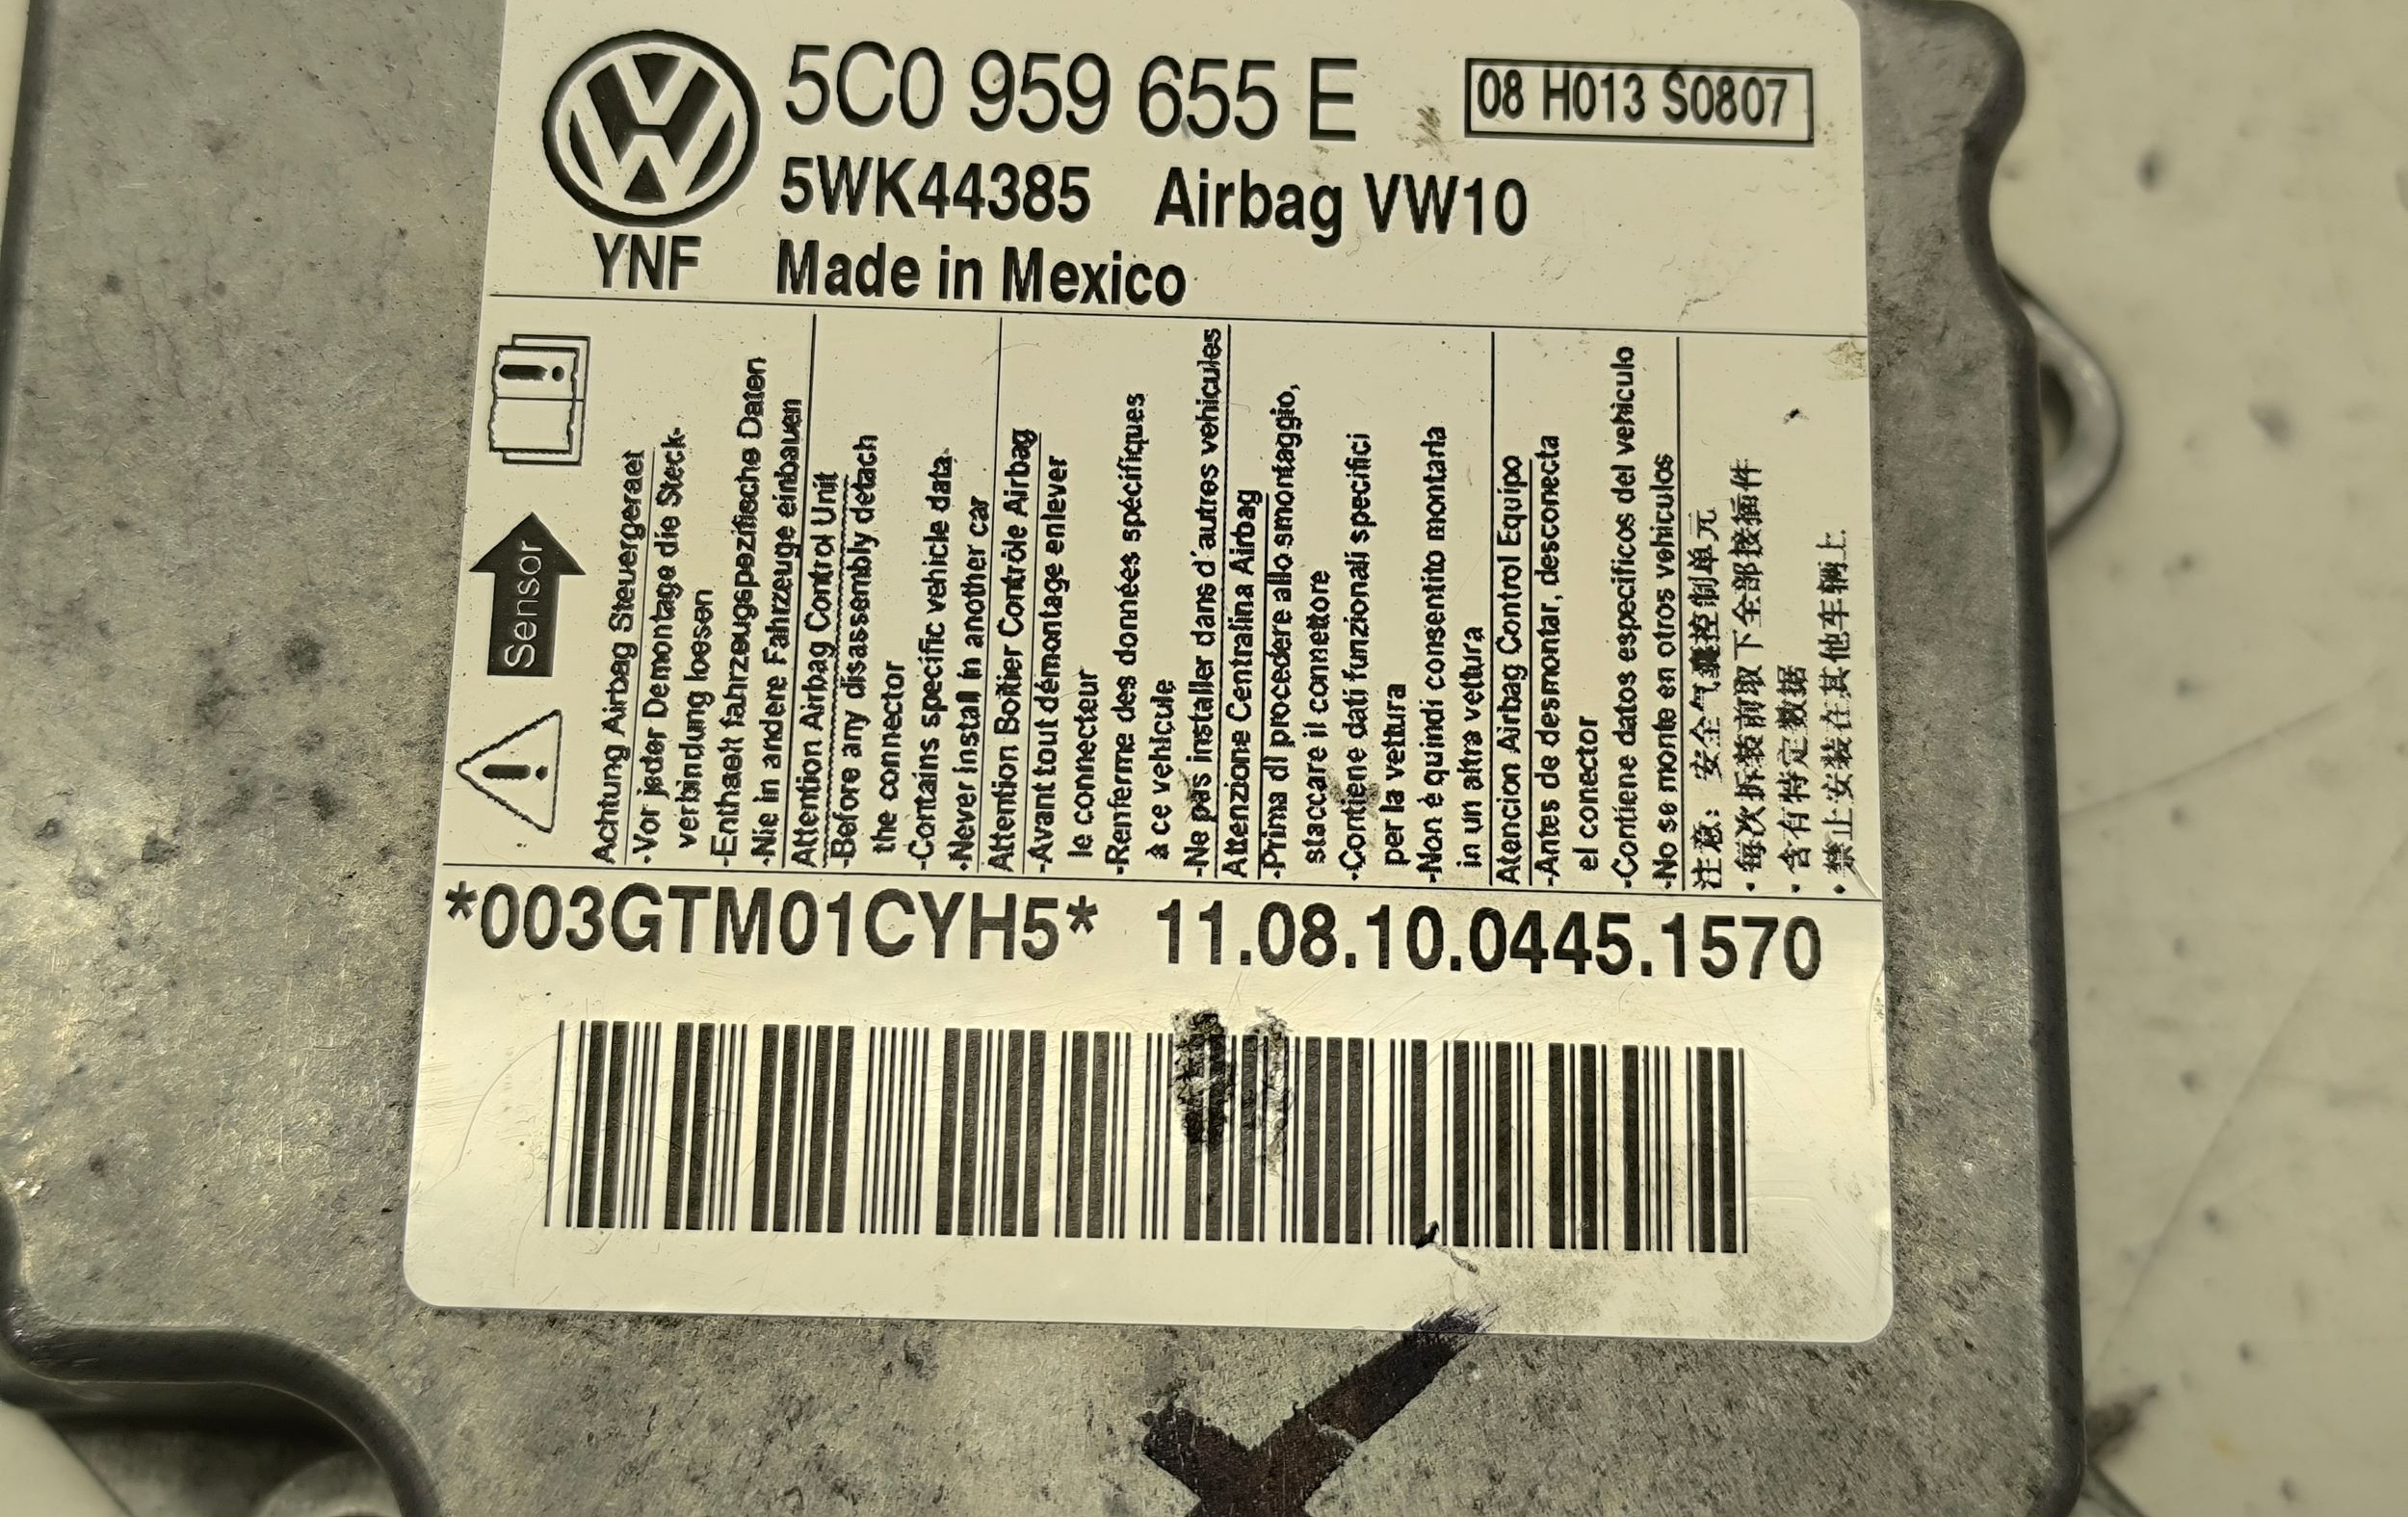 5C0 959 655 E
08 H013 S0807
5WK44385 Airbag VW10
YNF
Made in Mexico
Sensor
Achtung Airbag Steuergeraet
-Vor jeder Demontage die Steck-
verbindung loesen
-Enthaelt fahrzeugspezifische Daten
-Nie in andere Fahrzeuge einbauen
Attention Airbag Control Unit
-Before any disassembly detach
the connector
-Contains specific vehicle data.
-Never install in another car
Attention Boîtier Contrôle Airbag
-Avant tout démontage enlever
le connecteur
-Renferme des données spécifiques
à ce vehicule
-Ne pas installer dans d'autres vehicules
Attenzione Centralina Airbag
-Prima di procedere allo smontaggio,
staccare il connettore
-Contiene dati funzionali specifici
per la vettura
-Non è quindi consentito montarla
in un altra vettura
Atencion Airbag Control Equipo
-Antes de desmontar, desconecta
el conector
-Contiene datos especificos del vehiculo
-No se monte en otros vehiculos
注意：安全气囊控制单元
·每次拆装前取下全部接插件
·含有特定数据
·禁止安装在其他车辆上
*003GTM01CYH5* 11.08.10.0445.1570